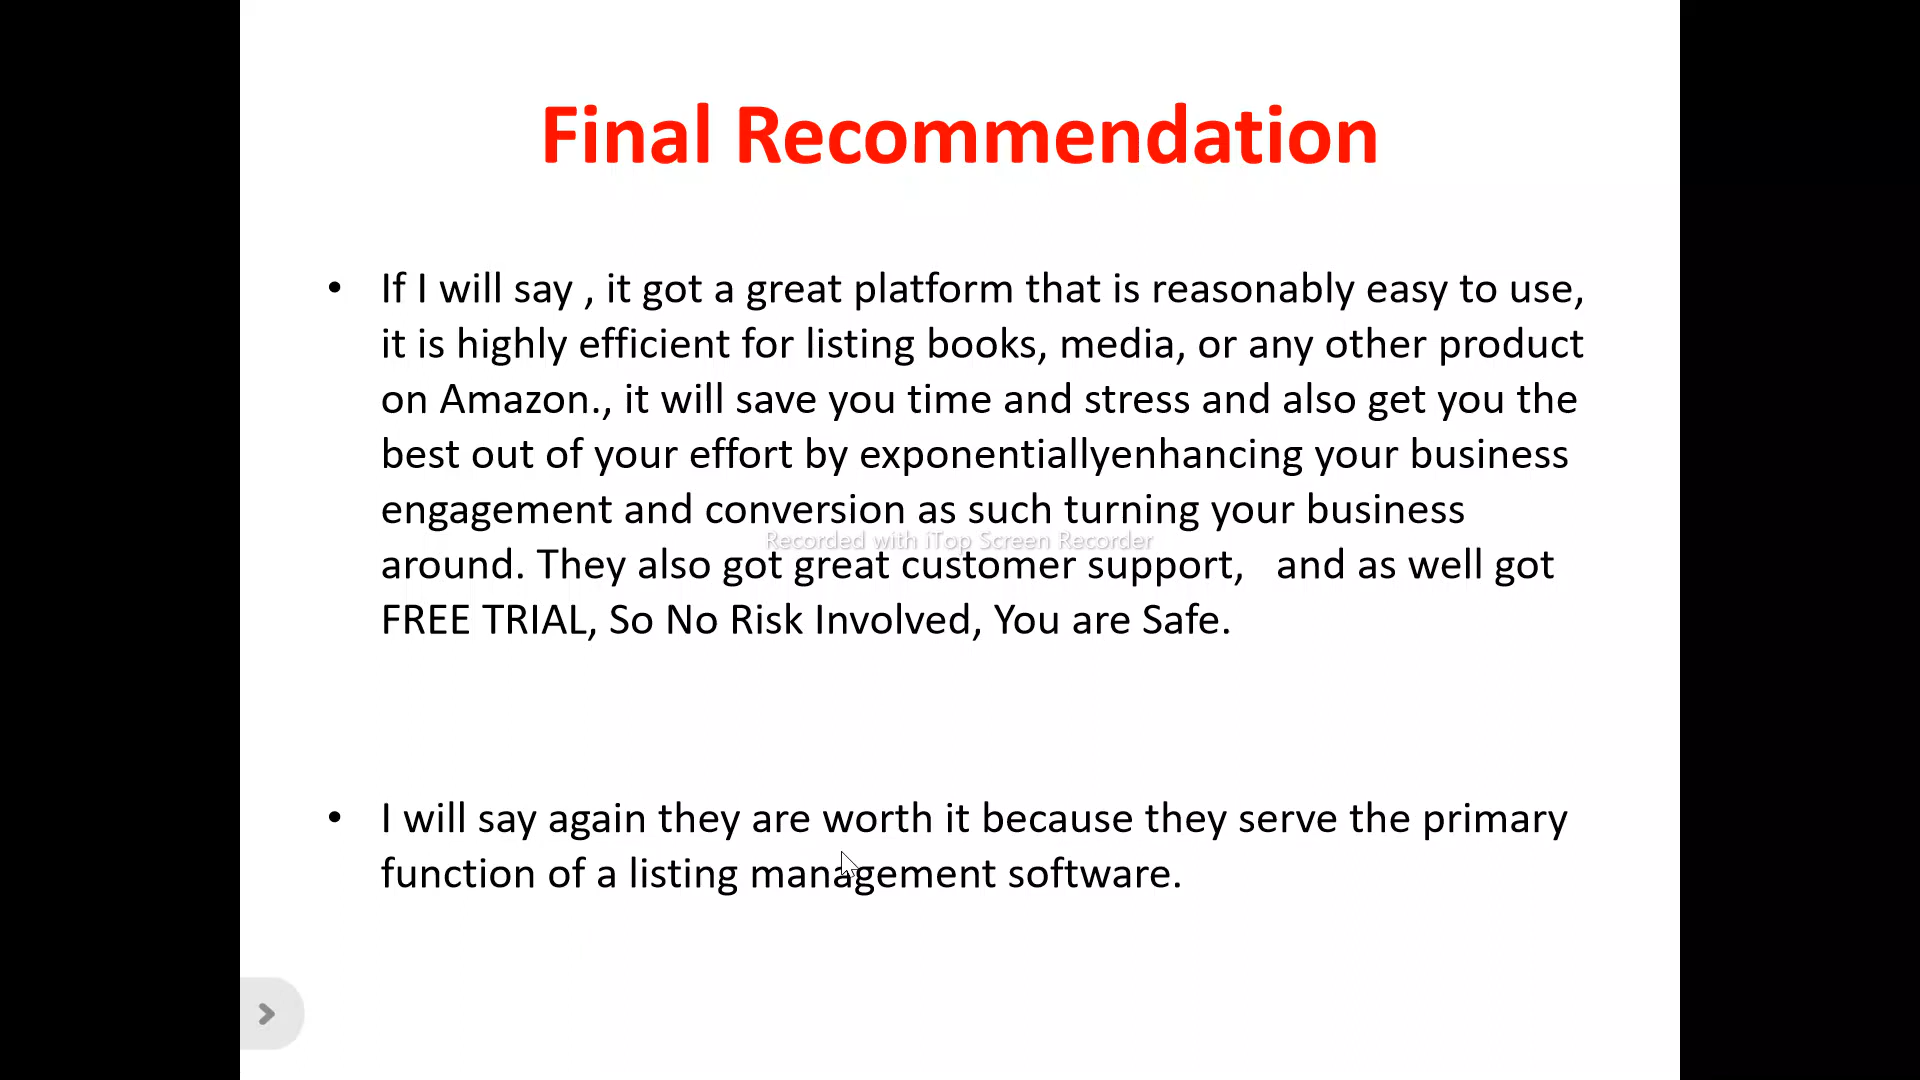 Final Recommendation
• If I will say , it got a great platform that is reasonably easy to use,
it is highly efficient for listing books, media, or any other product
on Amazon., it will save you time and stress and also get you the
best out of your effort by exponentiallyenhancing your business
engagement and conversion as such turning your business
Recorded with iTop Screen Recorder
around. They also got great customer support,   and as well got
FREE TRIAL, So No Risk Involved, You are Safe.
• I will say again they are worth it because they serve the primary
function of a listing management software.